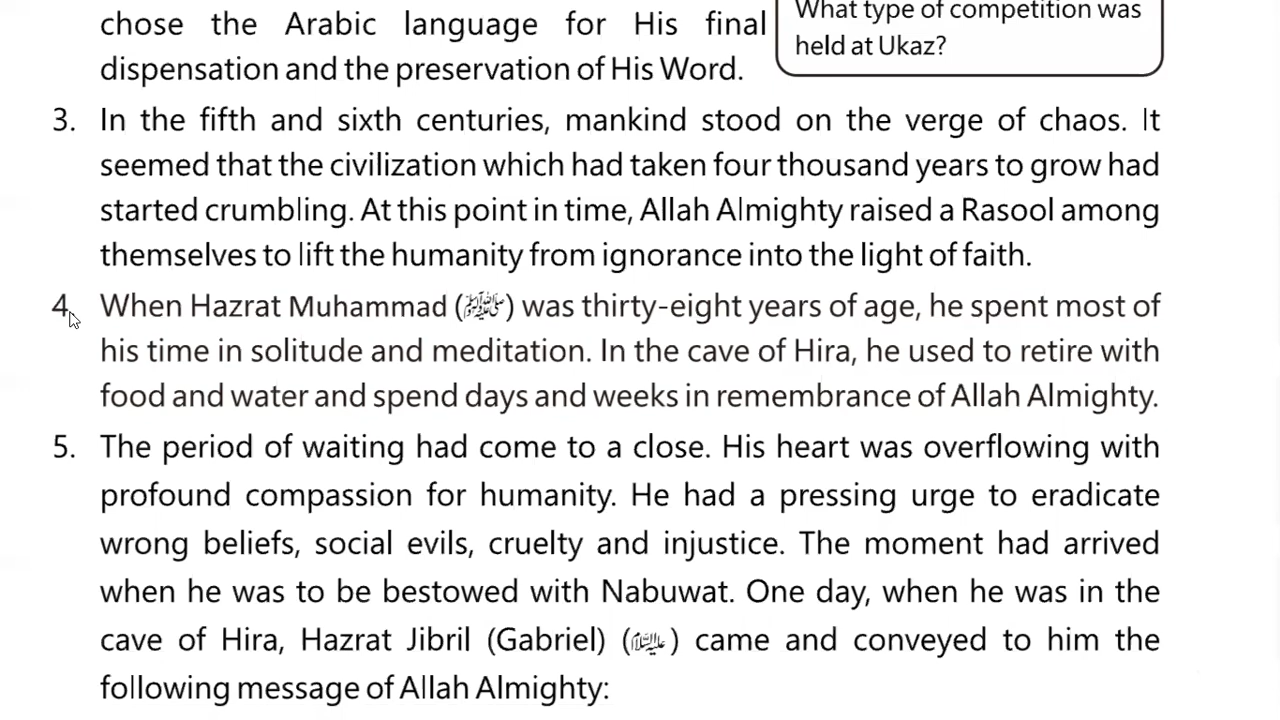 chose the Arabic language for His final
dispensation and the preservation of His Word.
What type of competition was
held at Ukaz?
3. In the fifth and sixth centuries, mankind stood on the verge of chaos. It
seemed that the civilization which had taken four thousand years to grow had
started crumbling. At this point in time, Allah Almighty raised a Rasool among
themselves to lift the humanity from ignorance into the light of faith.
4. When Hazrat Muhammad (ﷺ) was thirty-eight years of age, he spent most of
his time in solitude and meditation. In the cave of Hira, he used to retire with
food and water and spend days and weeks in remembrance of Allah Almighty.
5. The period of waiting had come to a close. His heart was overflowing with
profound compassion for humanity. He had a pressing urge to eradicate
wrong beliefs, social evils, cruelty and injustice. The moment had arrived
when he was to be bestowed with Nabuwat. One day, when he was in the
cave of Hira, Hazrat Jibril (Gabriel) (عليه السلام) came and conveyed to him the
following message of Allah Almighty: